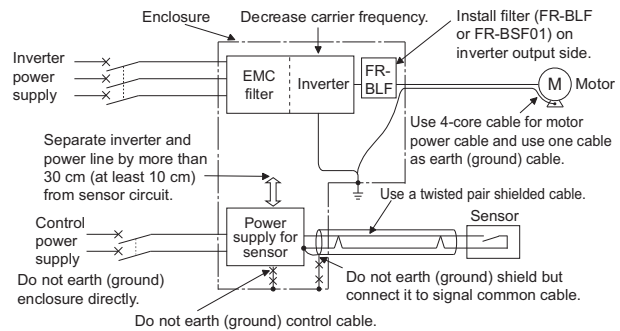 Enclosure
Decrease carrier frequency.
Install filter (FR-BLF
or FR-BSF01) on
inverter output side.
Inverter
power
supply
EMC
filter
Inverter
FR-
BLF
M
Motor
Use 4-core cable for motor
power cable and use one cable
as earth (ground) cable.
Separate inverter and
power line by more than
30 cm (at least 10 cm)
from sensor circuit.
Use a twisted pair shielded cable.
Control
power
supply
Power
supply for
sensor
Sensor
Do not earth (ground)
enclosure directly.
Do not earth (ground) shield but
connect it to signal common cable.
Do not earth (ground) control cable.